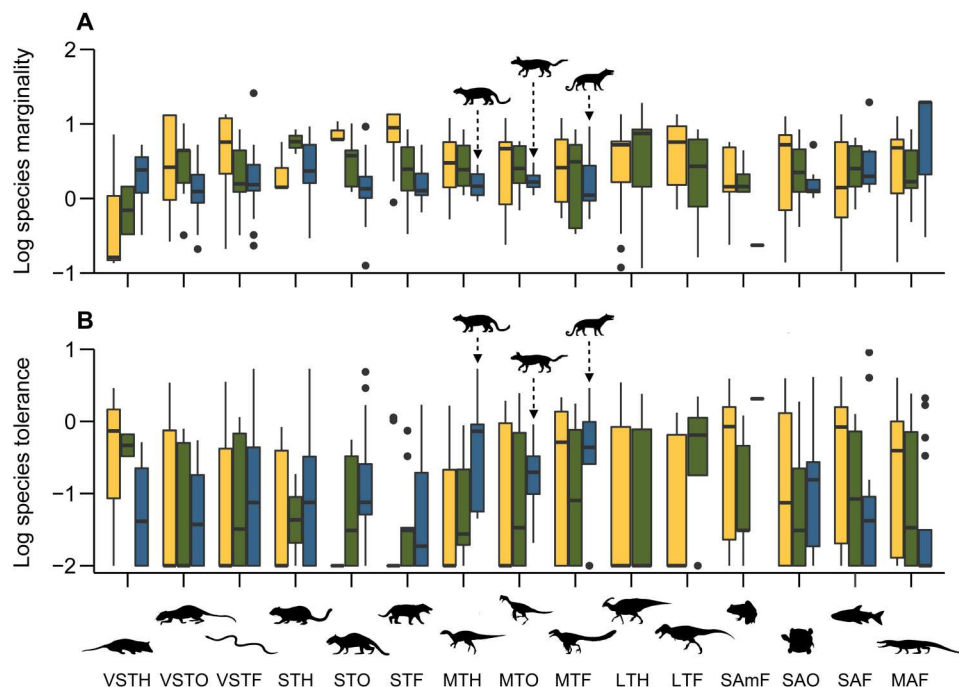 A
Log species marginality
2
1
0
−1
B
Log species tolerance
1
0
−1
−2
VSTH VSTO VSTF STH STO STF MTH MTO MTF LTH LTF SAmF SAO SAF MAF